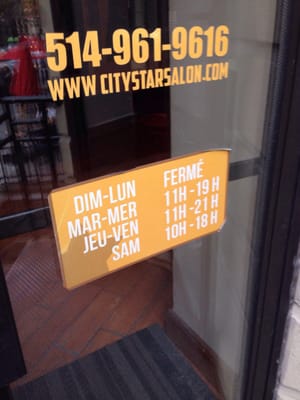 514-961-9616
WWW.CITYSTARSALON.COM
DIM-LUN FERMÉ
MAR-MER 11H-19H
JEU-VEN 11H-21H
SAM 10H-18H